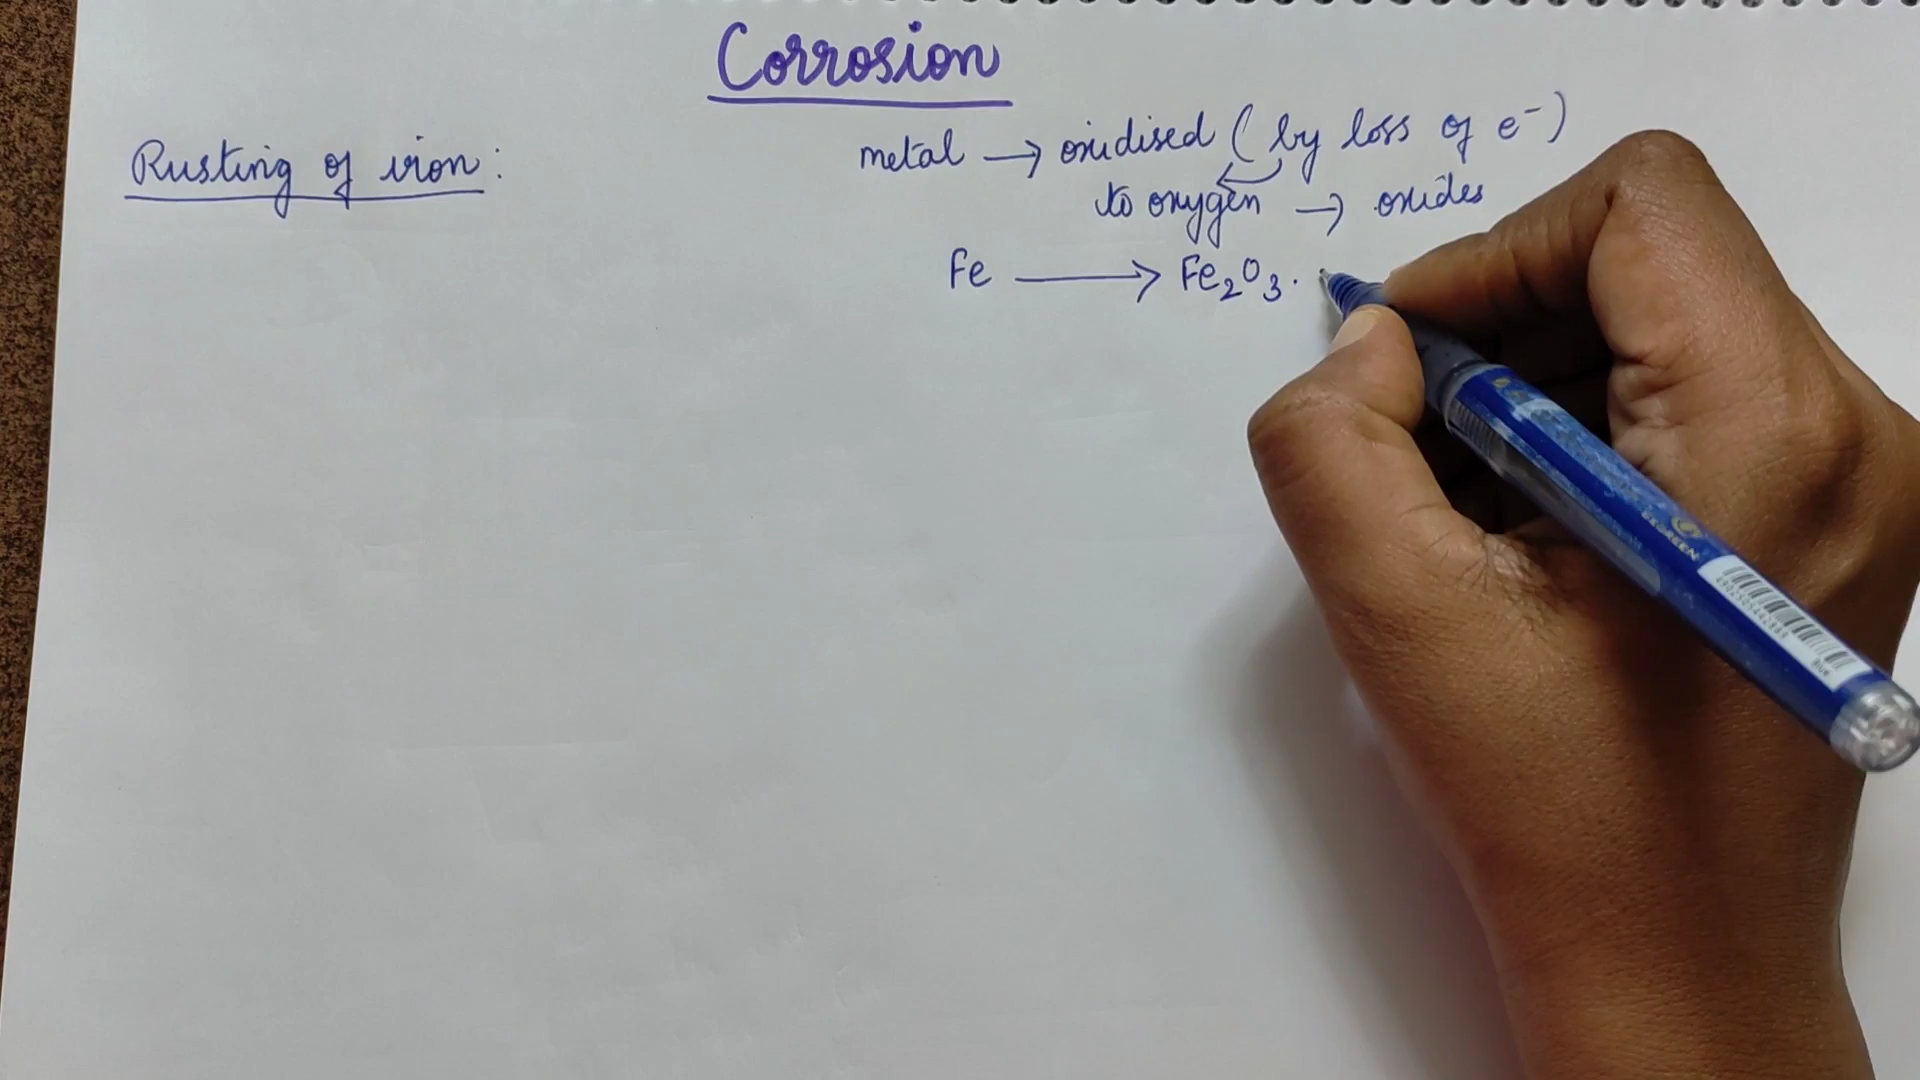 Corrosion
Rusting of iron:
metal → oxidised (by loss of e⁻)
to oxygen → oxides
Fe → Fe₂O₃.